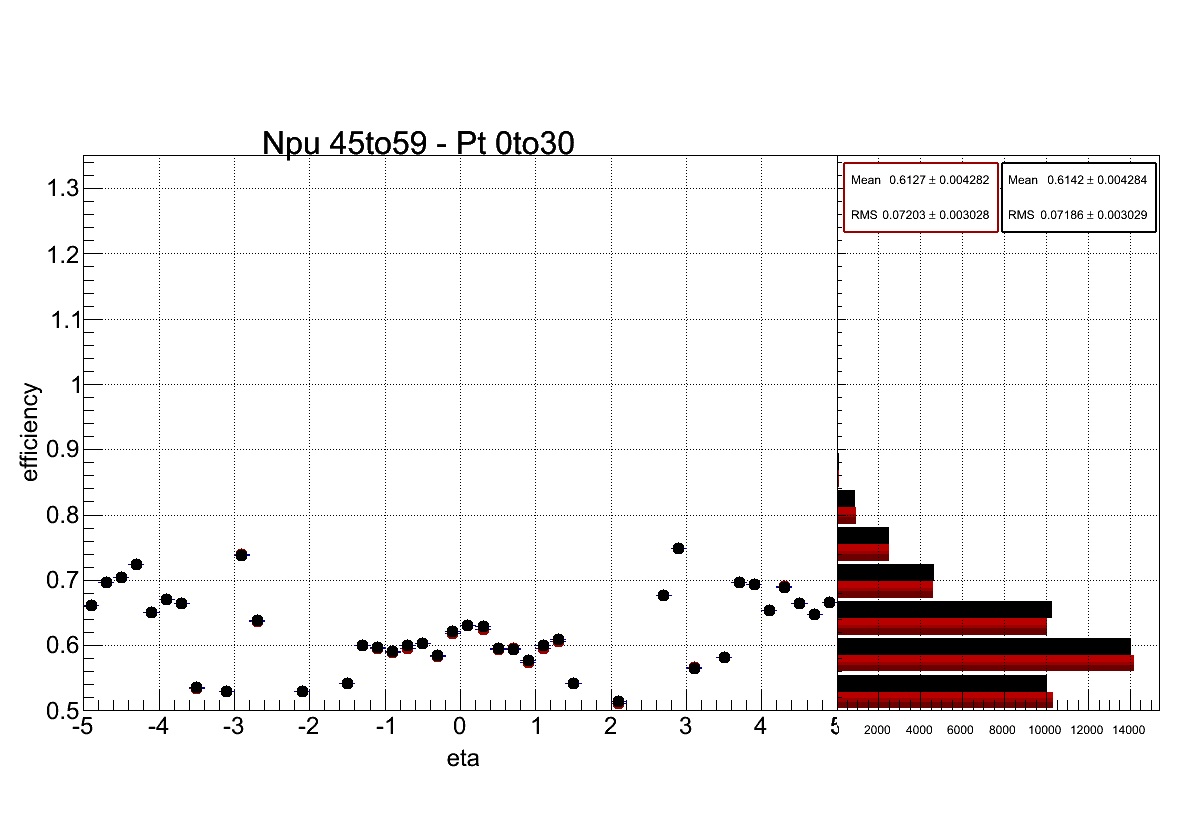 Npu 45to59 - Pt 0to30
Mean 0.6127 ± 0.004282
RMS 0.07203 ± 0.003028
Mean 0.6142 ± 0.004284
RMS 0.07186 ± 0.003029
efficiency
1.3
1.2
1.1
1
0.9
0.8
0.7
0.6
0.5
-5 -4 -3 -2 -1 0 1 2 3 4 5
2000 4000 6000 8000 10000 12000 14000
eta